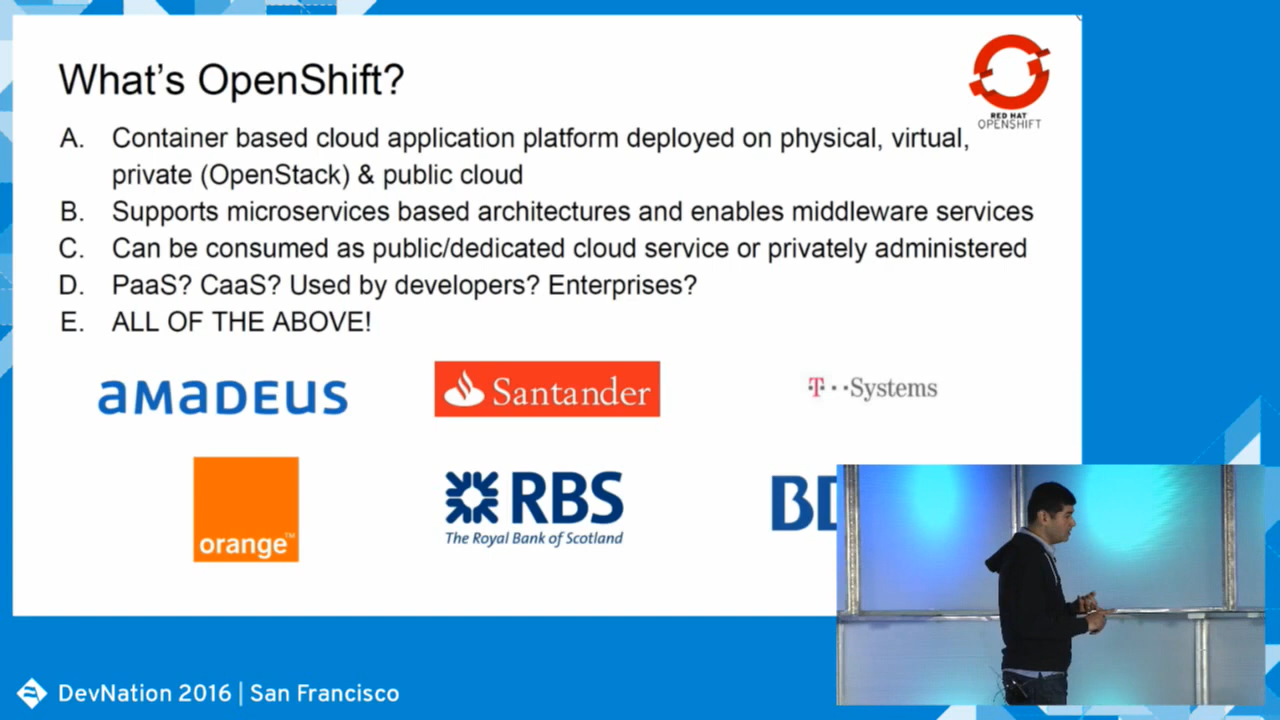 What's OpenShift?
RED HAT
OPENSHIFT
A. Container based cloud application platform deployed on physical, virtual,
private (OpenStack) & public cloud
B. Supports microservices based architectures and enables middleware services
C. Can be consumed as public/dedicated cloud service or privately administered
D. PaaS? CaaS? Used by developers? Enterprises?
E. ALL OF THE ABOVE!
amadeus
Santander
T··Systems
orange™
RBS
The Royal Bank of Scotland
DevNation 2016 | San Francisco